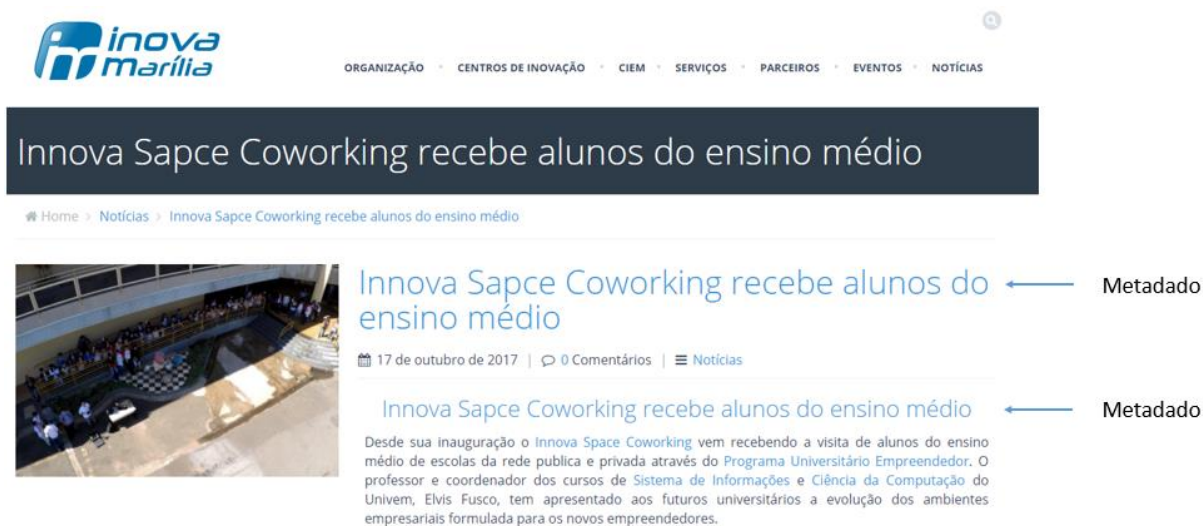 inova
marília
ORGANIZAÇÃO CENTROS DE INOVAÇÃO CIEM SERVIÇOS PARCEIROS EVENTOS NOTÍCIAS
Innova Sapce Coworking recebe alunos do ensino médio
Home > Notícias > Innova Sapce Coworking recebe alunos do ensino médio
Innova Sapce Coworking recebe alunos do
ensino médio
Metadado
17 de outubro de 2017 | 0 Comentários | Notícias
Innova Sapce Coworking recebe alunos do ensino médio
Metadado
Desde sua inauguração o Innova Space Coworking vem recebendo a visita de alunos do ensino
médio de escolas da rede publica e privada através do Programa Universitário Empreendedor. O
professor e coordenador dos cursos de Sistema de Informações e Ciência da Computação do
Univem, Elvis Fusco, tem apresentado aos futuros universitários a evolução dos ambientes
empresariais formulada para os novos empreendedores.